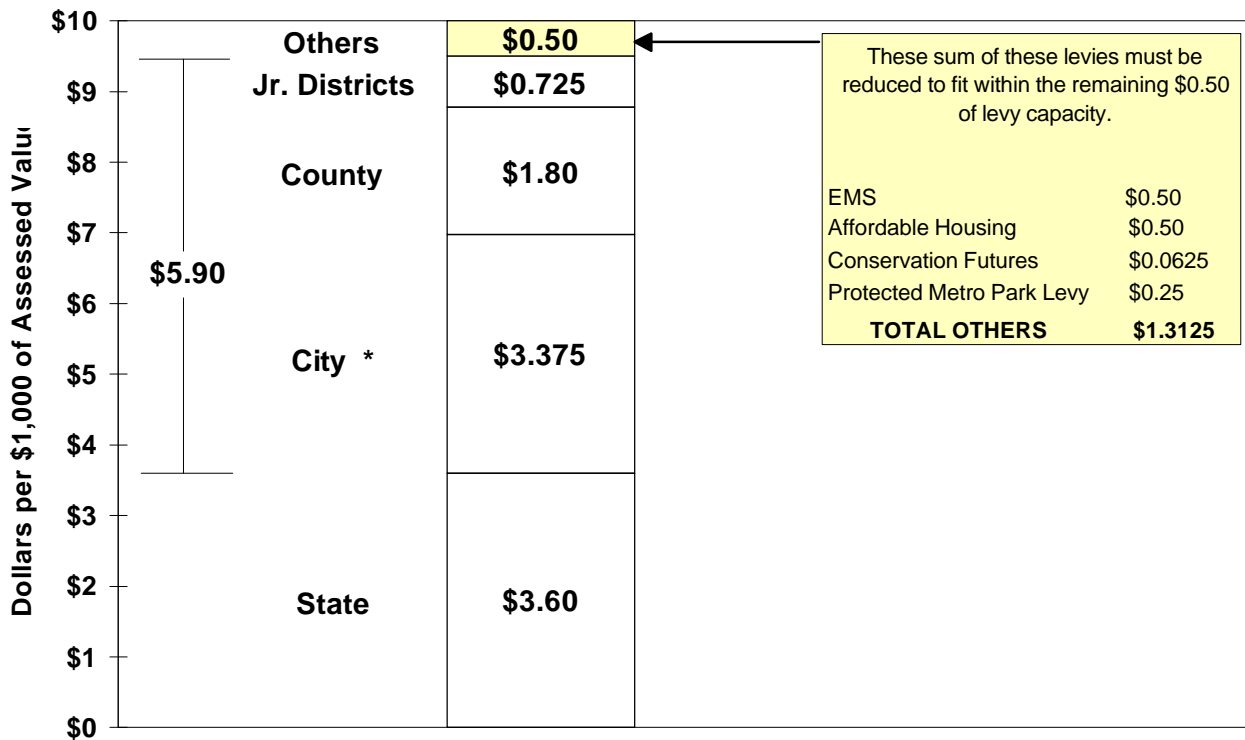 $10
$9
$8
$7
$6
$5
$4
$3
$2
$1
$0
Dollars per $1,000 of Assessed
$5.90
Others
Jr. Districts
County
City *
State
$0.50
$0.725
$1.80
$3.375
$3.60
These sum of these levies must be
reduced to fit within the remaining $0.50
of levy capacity.
EMS $0.50
Affordable Housing $0.50
Conservation Futures $0.0625
Protected Metro Park Levy $0.25
TOTAL OTHERS $1.3125